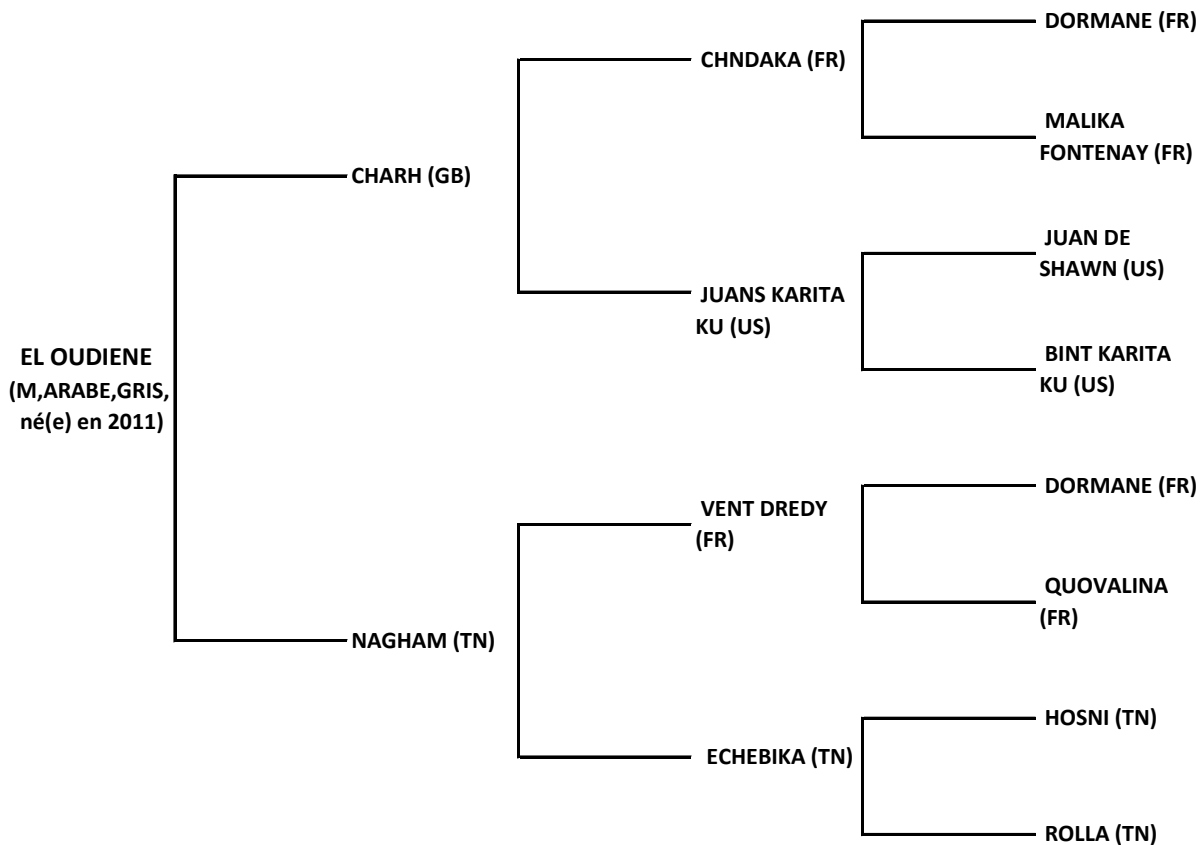 DORMANE (FR)
CHNDAKA (FR)
MALIKA
FONTENAY (FR)
CHARH (GB)
JUAN DE
SHAWN (US)
JUANS KARITA
KU (US)
BINT KARITA
KU (US)
EL OUDIENE
(M,ARABE,GRIS,
né(e) en 2011)
DORMANE (FR)
VENT DREDY
(FR)
QUOVALINA
(FR)
NAGHAM (TN)
HOSNI (TN)
ECHEBIKA (TN)
ROLLA (TN)